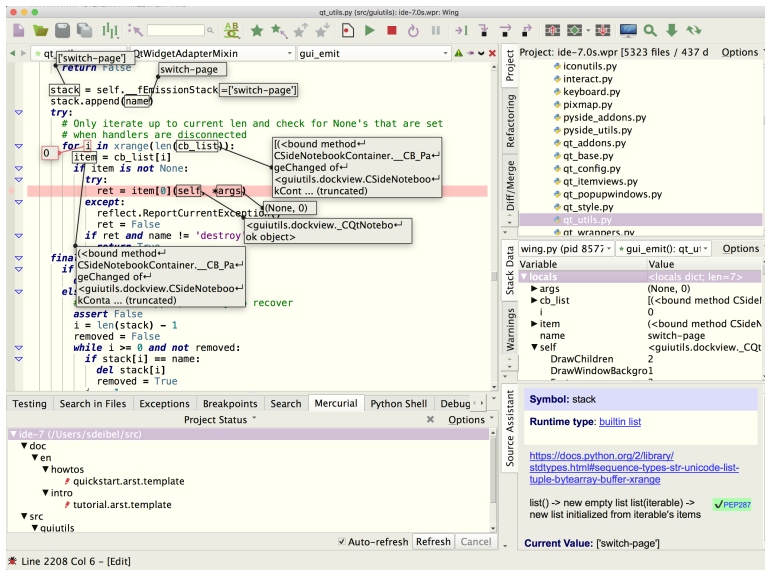 qt_utils.py (src/guiutils): ide-7.0s.wpr: Wing
QtWidgetAdapterMixin
gui_emit
['switch-page']
return False
switch-page
stack = self.__fEmissionStack
=['switch-page']
stack.append(name)
try:
# Only iterate up to current len and check for None's that are set
# when handlers are disconnected
for i in xrange(len(cb_list)):
0
item = cb_list[i]
if item is not None:
try:
ret = item[0](self, *args)
except:
reflect.ReportCurrentException()
ret = False
if ret and name != 'destroy
[(<bound method↵
CSideNotebookContainer.__CB_Pa↵
geChanged of↵
<guiutils.dockview.CSideNoteboo↵
kCont ... (truncated)
(None, 0)
<guiutils.dockview._CQtNotebo↵
ok object>
(<bound method↵
CSideNotebookContainer.__CB_Pa↵
geChanged of↵
<guiutils.dockview.CSideNoteboo↵
kConta ... (truncated)
recover
assert False
i = len(stack) - 1
removed = False
while i >= 0 and not removed:
if stack[i] == name:
del stack[i]
removed = True
Project
Refactoring
Diff/Merge
Project: ide-7.0s.wpr [5323 files / 437 d
Options
iconutils.py
interact.py
keyboard.py
pixmap.py
pyside_addons.py
pyside_utils.py
qt_addons.py
qt_base.py
qt_config.py
qt_itemviews.py
qt_popupwindows.py
qt_style.py
qt_utils.py
qt_wrappers.py
Stack Data
Warnings
wing.py (pid 8577
gui_emit(): qt_u
Options
Variable Value
locals <locals dict; len=7>
args (None, 0)
cb_list [(<bound method CSideN
i 0
item (<bound method CSideN
name switch-page
self <guiutils.dockview._CQt
DrawChildren 2
DrawWindowBackgro 1
Testing Search in Files Exceptions Breakpoints Search Mercurial Python Shell Debug
Project Status
Options
ide-7 (/Users/sdeibel/src)
doc
en
howtos
quickstart.arst.template
intro
tutorial.arst.template
src
guiutils
Auto-refresh Refresh Cancel
Source Assistant
Symbol: stack
Runtime type: builtin list
https://docs.python.org/2/library/
stdtypes.html#sequence-types-str-unicode-list-
tuple-bytearray-buffer-xrange
list() -> new empty list list(iterable) ->
new list initialized from iterable's items
✓PEP287
Current Value: ['switch-page']
Line 2208 Col 6 – [Edit]